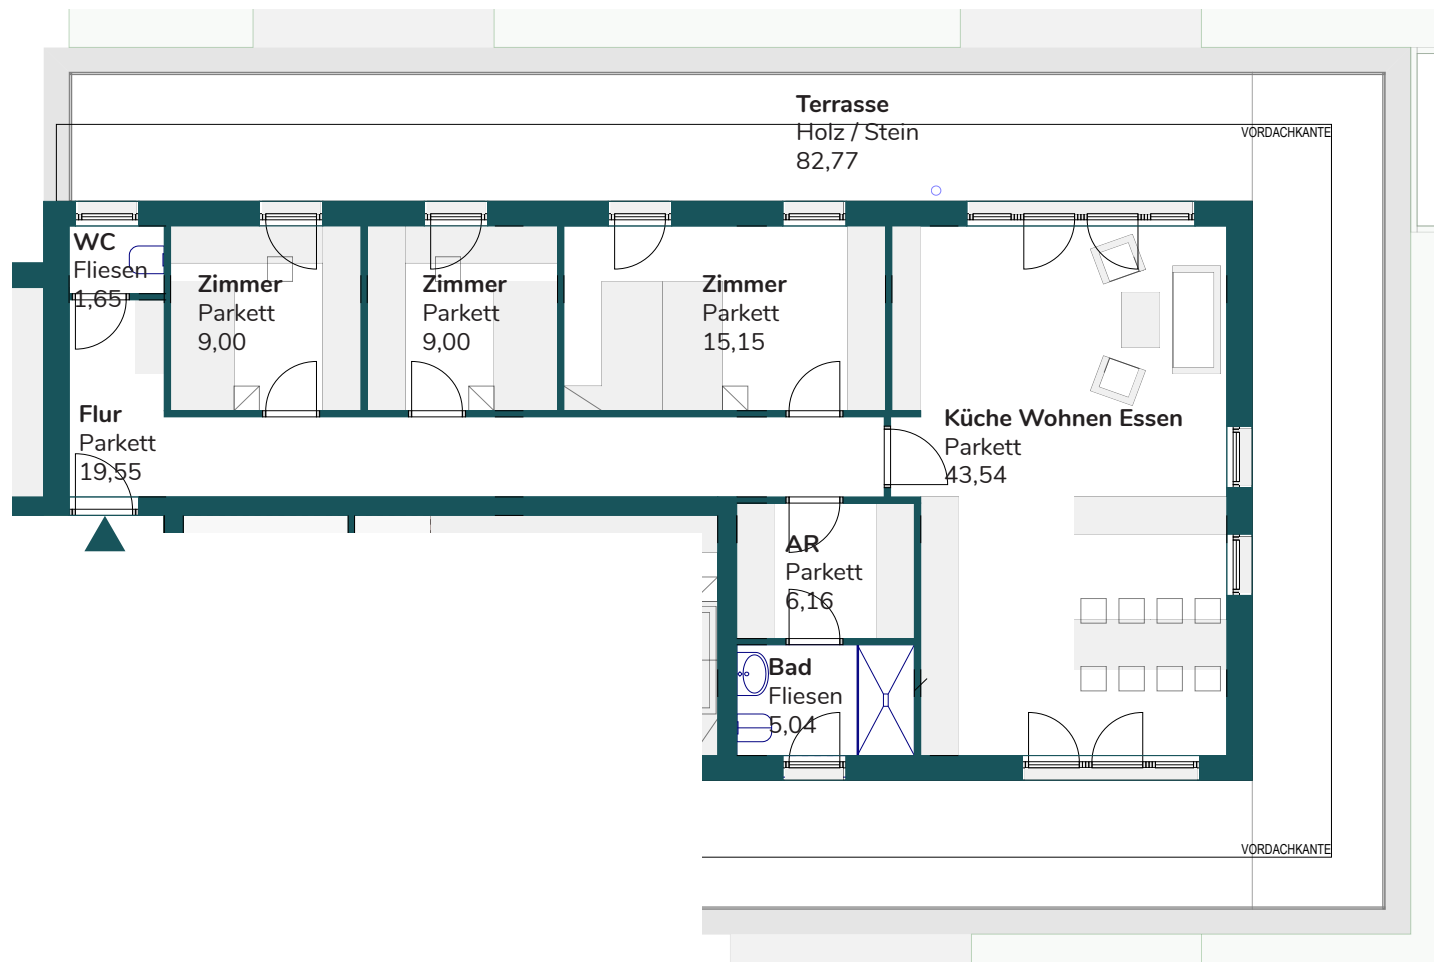 Terrasse
Holz / Stein
82,77
VORDACHKANTE
WC
Fliesen
1,65
Zimmer
Parkett
9,00
Zimmer
Parkett
9,00
Zimmer
Parkett
15,15
Flur
Parkett
19,55
Küche Wohnen Essen
Parkett
43,54
AR
Parkett
6,16
Bad
Fliesen
5,04
VORDACHKANTE